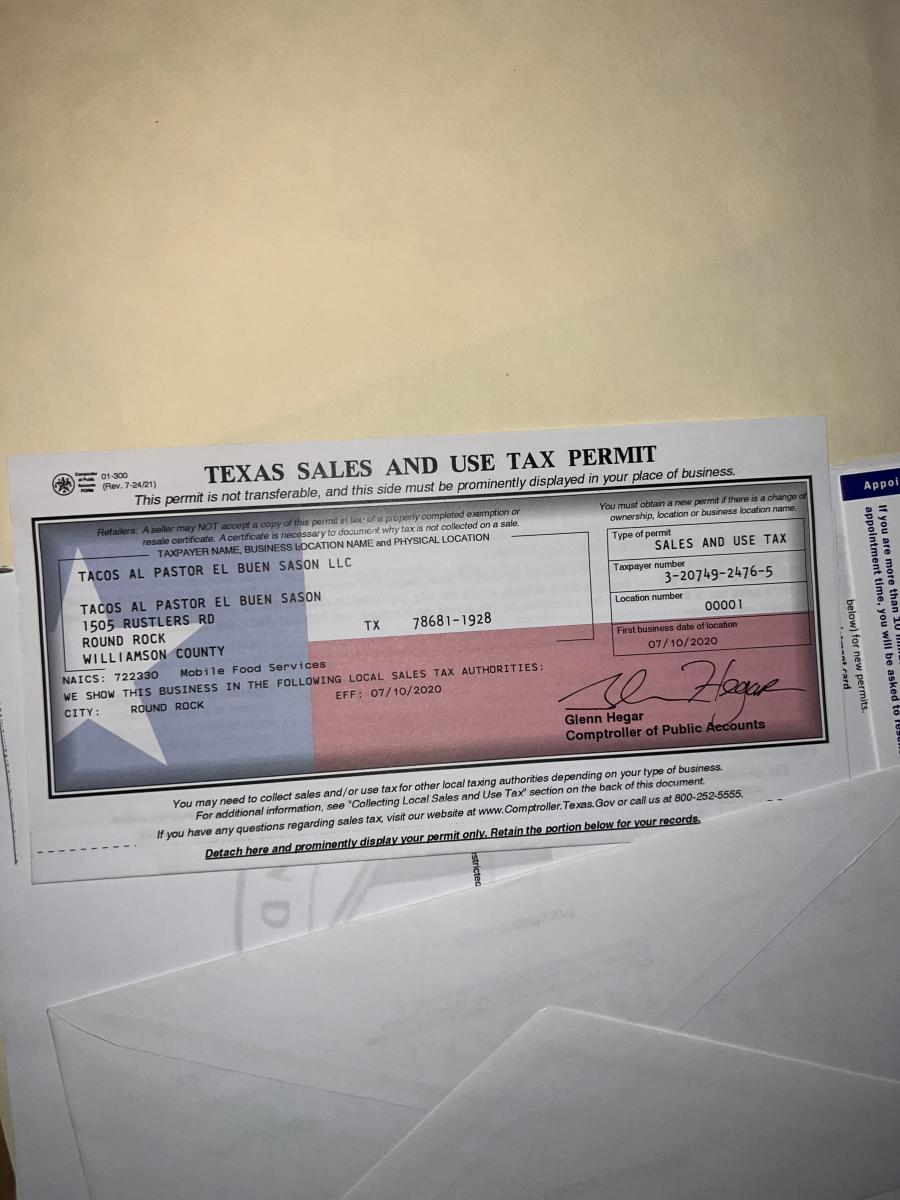 Comptroller
of Public
Accounts
FORM
01-300
(Rev. 7-24/21)
TEXAS SALES AND USE TAX PERMIT
This permit is not transferable, and this side must be prominently displayed in your place of business.
Retailers: A seller may NOT accept a copy of this permit in lieu of a properly completed exemption or
resale certificate. A certificate is necessary to document why tax is not collected on a sale.
TAXPAYER NAME, BUSINESS LOCATION NAME and PHYSICAL LOCATION
TACOS AL PASTOR EL BUEN SASON LLC
TACOS AL PASTOR EL BUEN SASON
1505 RUSTLERS RD
ROUND ROCK TX 78681-1928
WILLIAMSON COUNTY
You must obtain a new permit if there is a change of
ownership, location or business location name.
Type of permit
SALES AND USE TAX
Taxpayer number
3-20749-2476-5
Location number
00001
First business date of location
07/10/2020
NAICS: 722330 Mobile Food Services
WE SHOW THIS BUSINESS IN THE FOLLOWING LOCAL SALES TAX AUTHORITIES:
CITY: ROUND ROCK EFF: 07/10/2020
Glenn Hegar
Comptroller of Public Accounts
You may need to collect sales and/or use tax for other local taxing authorities depending on your type of business.
For additional information, see "Collecting Local Sales and Use Tax" section on the back of this document.
If you have any questions regarding sales tax, visit our website at www.Comptroller.Texas.Gov or call us at 800-252-5555.
Detach here and prominently display your permit only. Retain the portion below for your records.
Appoi
If you are more than 10
appointment time, you will be asked to
below) for new permits.
card